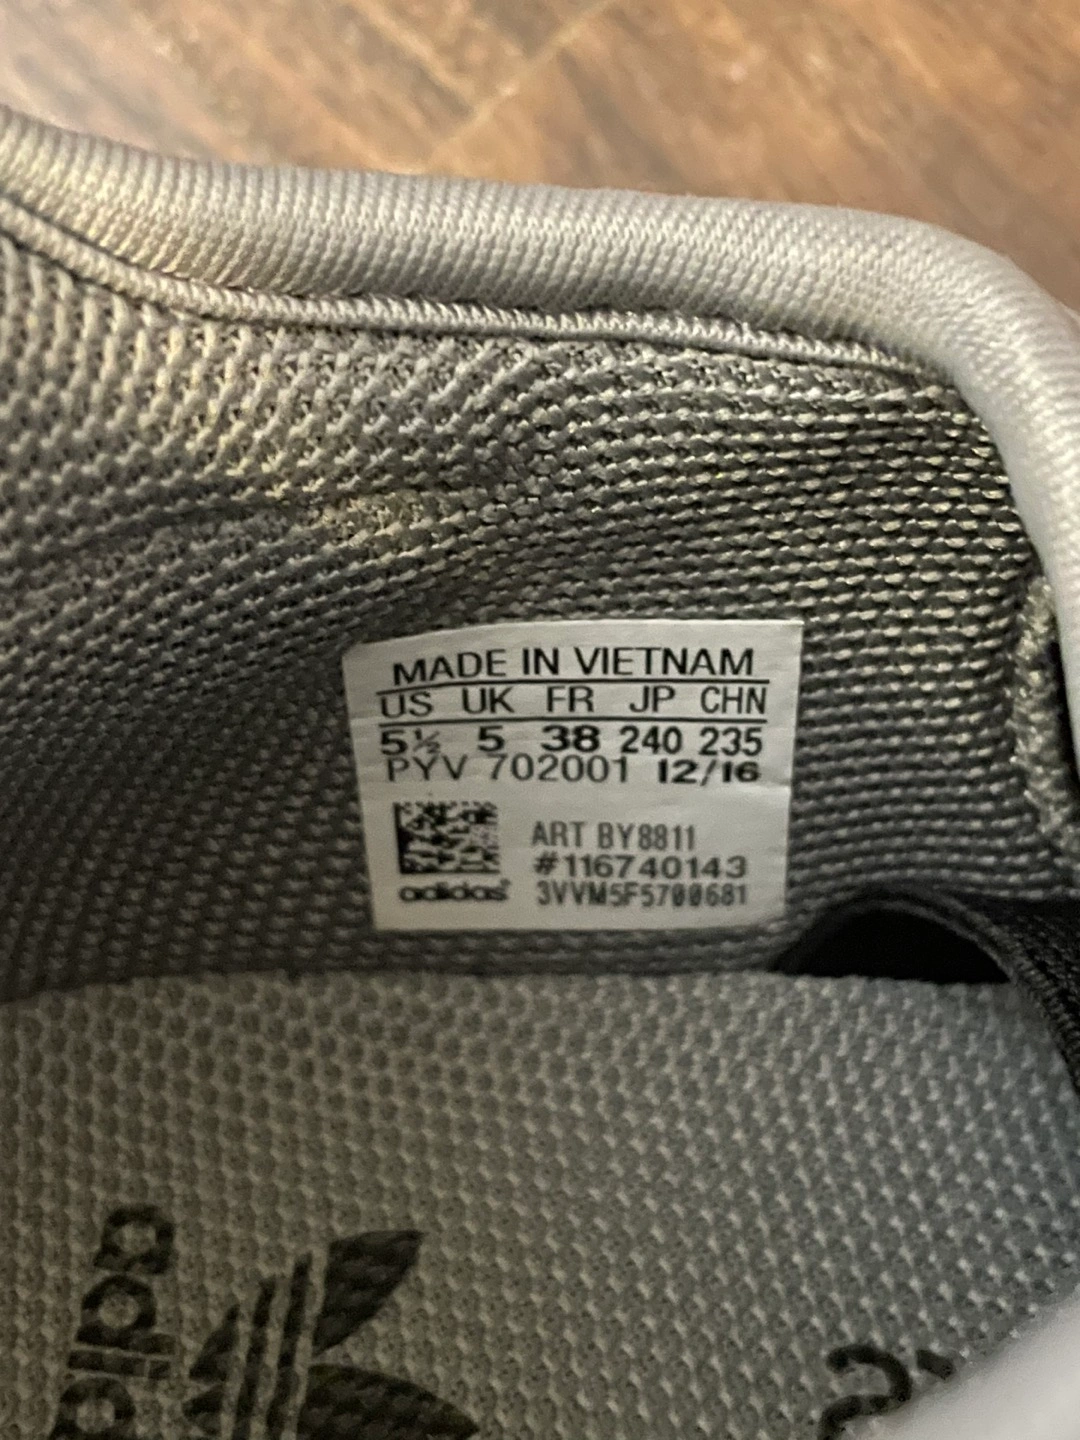 MADE IN VIETNAM
US UK FR JP CHN
5½ 5 38 240 235
PYV 702001 12/16
ART BY8811
#116740143
adidas 3VVM5F5700681
adidas